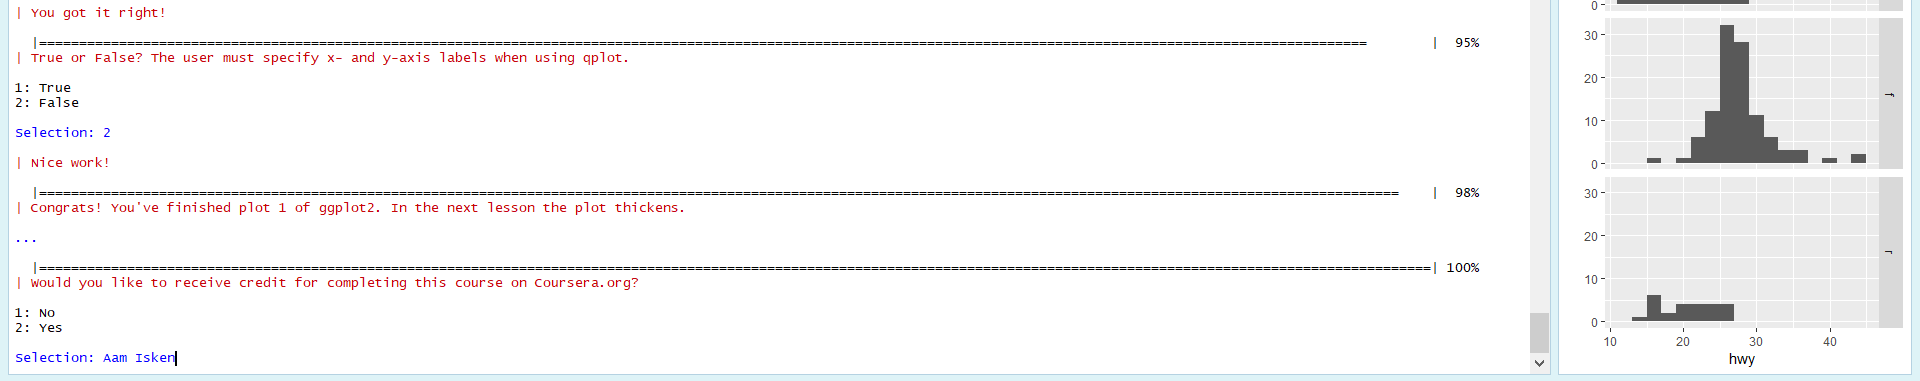 | You got it right!
|==================================================| 95%
| True or False? The user must specify x- and y-axis labels when using qplot.
1: True
2: False
Selection: 2
| Nice work!
|==================================================| 98%
| Congrats! You've finished plot 1 of ggplot2. In the next lesson the plot thickens.
...
|==================================================| 100%
| Would you like to receive credit for completing this course on Coursera.org?
1: No
2: Yes
Selection: Aam Isken
0
30
20
10
0
f
30
20
10
0
r
10 20 30 40
hwy